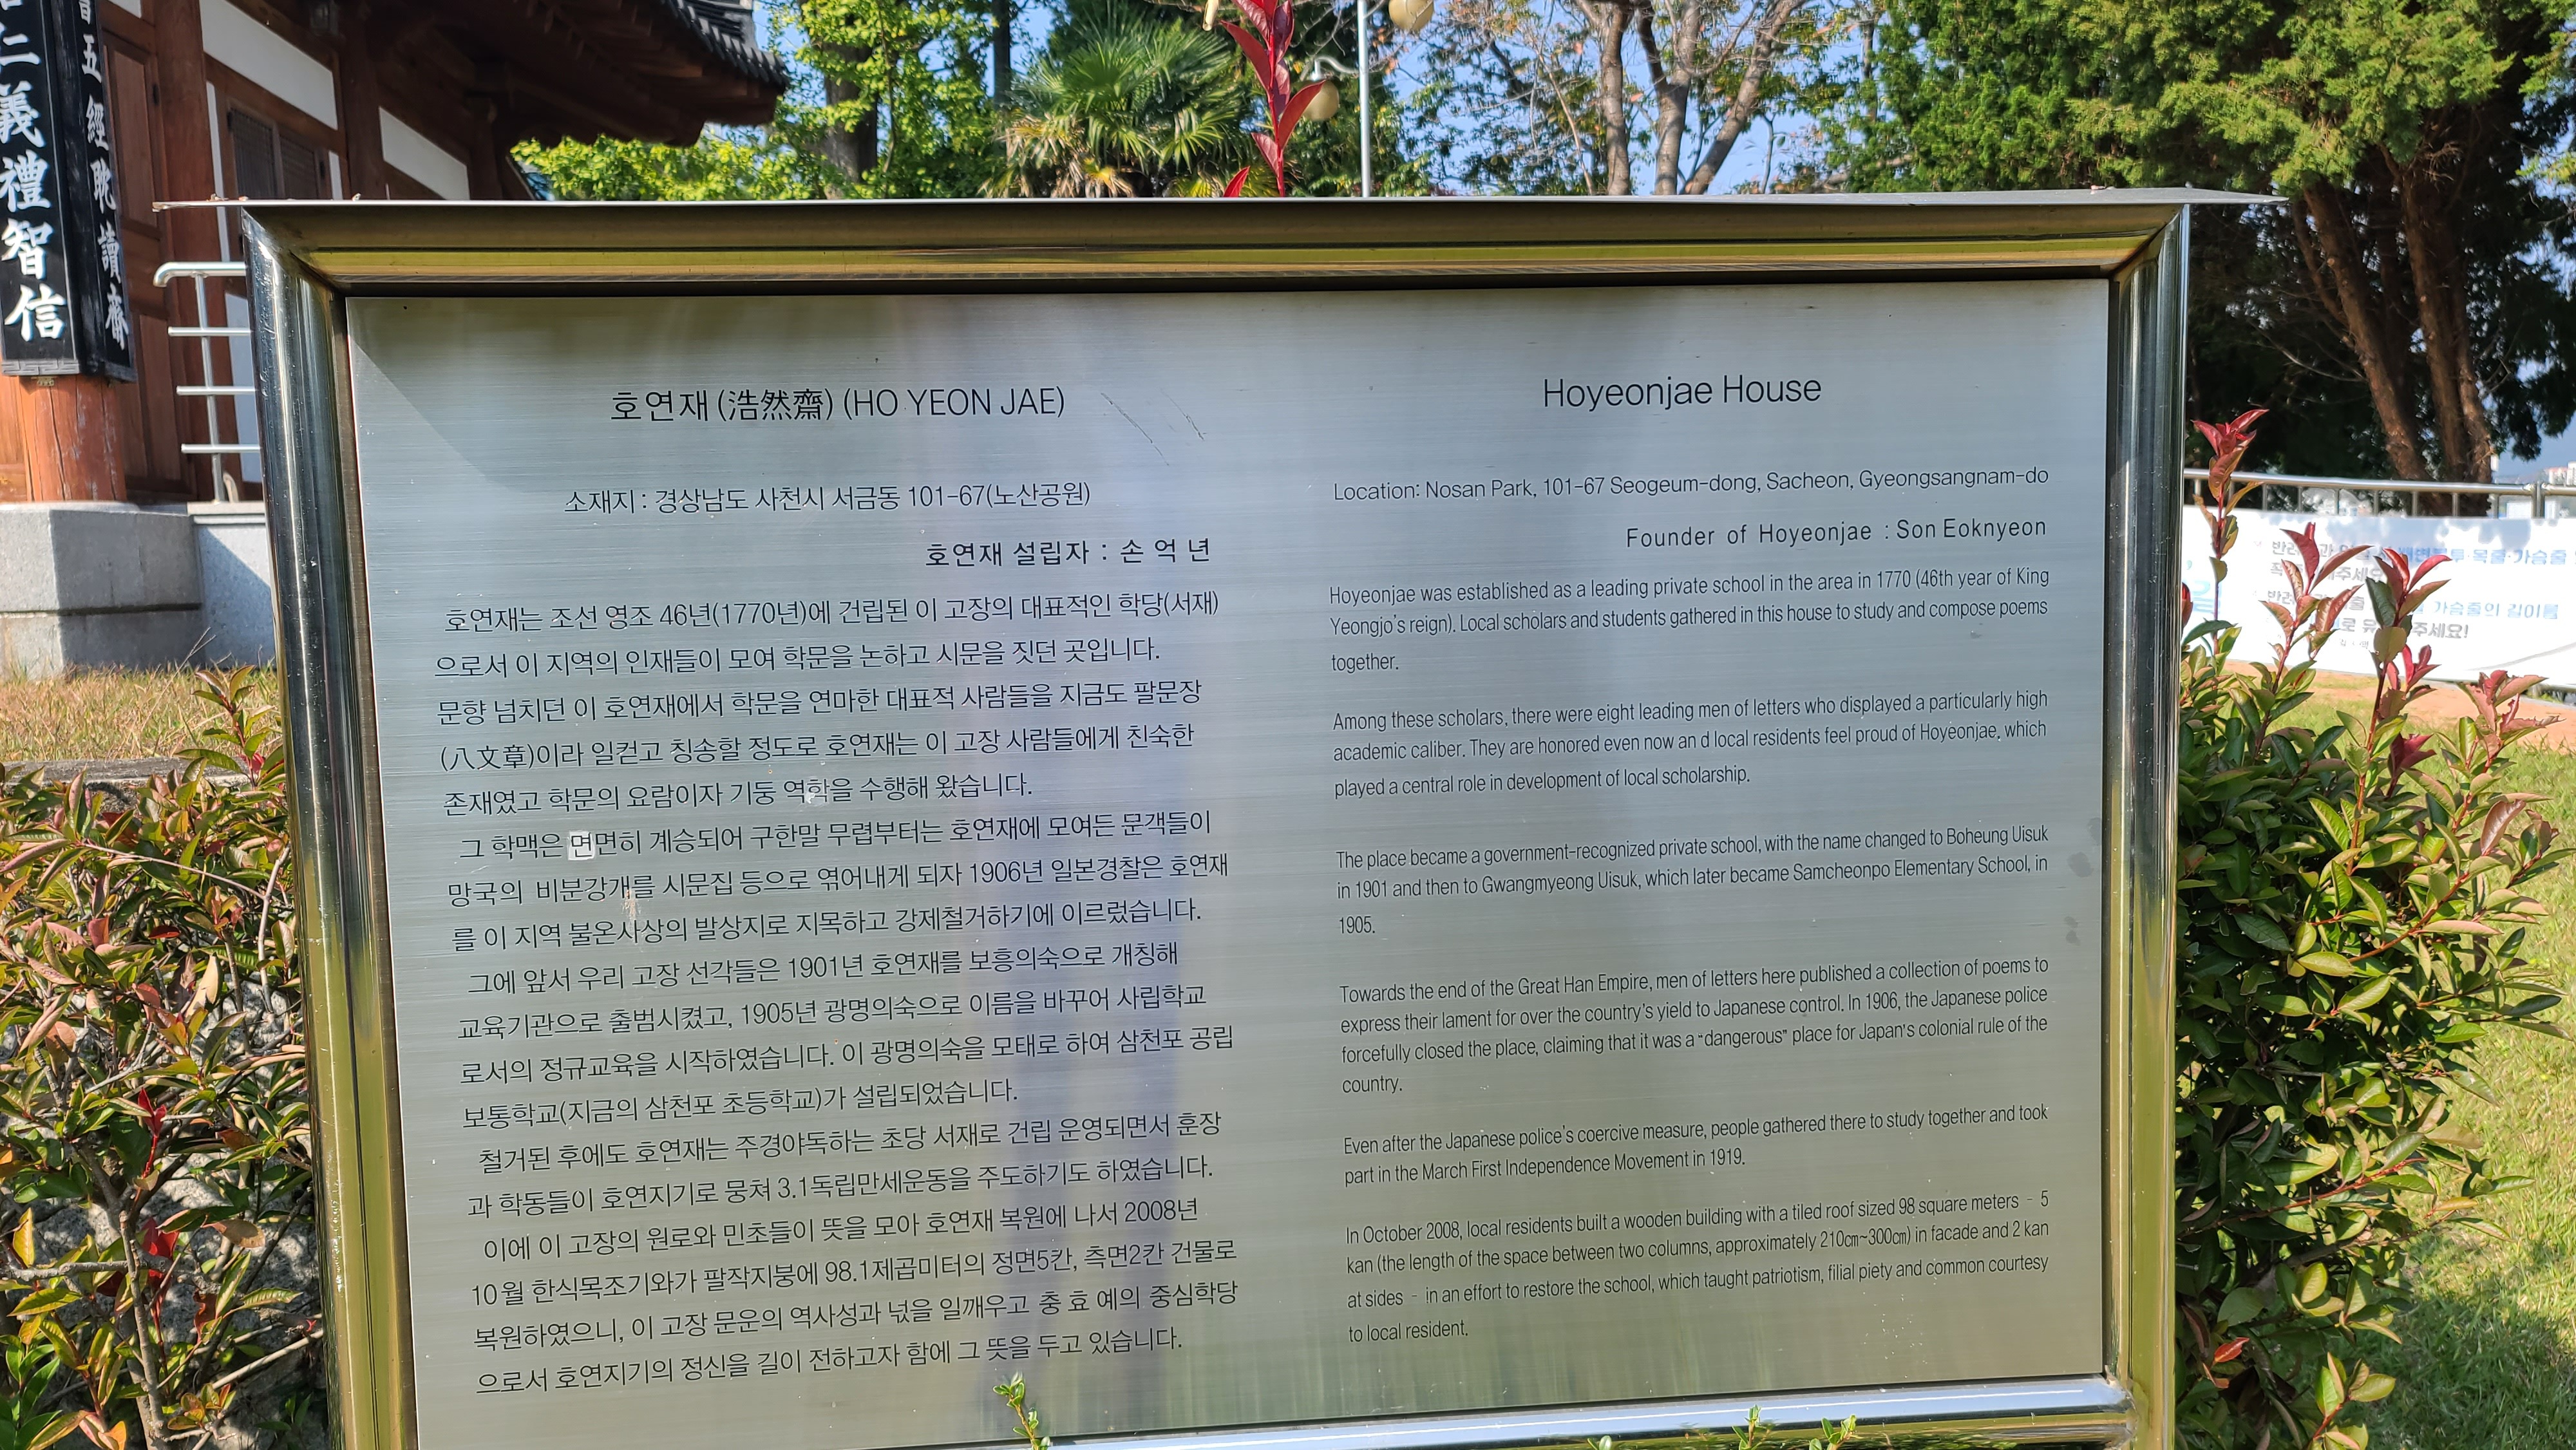 仁義禮智信
五經耽讀齋
호연재(浩然齋) (HO YEON JAE)
소재지 : 경상남도 사천시 서금동 101-67(노산공원)
호연재 설립자 : 손 억 년
호연재는 조선 영조 46년(1770년)에 건립된 이 고장의 대표적인 학당(서재)
으로서 이 지역의 인재들이 모여 학문을 논하고 시문을 짓던 곳입니다.
문향 넘치던 이 호연재에서 학문을 연마한 대표적 사람들을 지금도 팔문장
(八文章)이라 일컫고 칭송할 정도로 호연재는 이 고장 사람들에게 친숙한
존재였고 학문의 요람이자 기둥 역할을 수행해 왔습니다.
그 학맥은 면면히 계승되어 구한말 무렵부터는 호연재에 모여든 문객들이
망국의 비분강개를 시문집 등으로 엮어내게 되자 1906년 일본경찰은 호연재
를 이 지역 불온사상의 발상지로 지목하고 강제철거하기에 이르렀습니다.
그에 앞서 우리 고장 선각들은 1901년 호연재를 보흥의숙으로 개칭해
교육기관으로 출범시켰고, 1905년 광명의숙으로 이름을 바꾸어 사립학교
로서의 정규교육을 시작하였습니다. 이 광명의숙을 모태로 하여 삼천포 공립
보통학교(지금의 삼천포 초등학교)가 설립되었습니다.
철거된 후에도 호연재는 주경야독하는 초당 서재로 건립 운영되면서 훈장
과 학동들이 호연지기로 뭉쳐 3.1독립만세운동을 주도하기도 하였습니다.
이에 이 고장의 원로와 민초들이 뜻을 모아 호연재 복원에 나서 2008년
10월 한식목조기와가 팔작지붕에 98.1제곱미터의 정면5칸, 측면2칸 건물로
복원하였으니, 이 고장 문운의 역사성과 넋을 일깨우고 충 효 예의 중심학당
으로서 호연지기의 정신을 길이 전하고자 함에 그 뜻을 두고 있습니다.
Hoyeonjae House
Location: Nosan Park, 101-67 Seogeum-dong, Sacheon, Gyeongsangnam-do
Founder of Hoyeonjae : Son Eoknyeon
Hoyeonjae was established as a leading private school in the area in 1770 (46th year of King
Yeongjo's reign). Local scholars and students gathered in this house to study and compose poems
together.
Among these scholars, there were eight leading men of letters who displayed a particularly high
academic caliber. They are honored even now an d local residents feel proud of Hoyeonjae, which
played a central role in development of local scholarship.
The place became a government-recognized private school, with the name changed to Boheung Uisuk
in 1901 and then to Gwangmyeong Uisuk, which later became Samcheonpo Elementary School, in
1905.
Towards the end of the Great Han Empire, men of letters here published a collection of poems to
express their lament for over the country's yield to Japanese control. In 1906, the Japanese police
forcefully closed the place, claiming that it was a "dangerous" place for Japan's colonial rule of the
country.
Even after the Japanese police's coercive measure, people gathered there to study together and took
part in the March First Independence Movement in 1919.
In October 2008, local residents built a wooden building with a tiled roof sized 98 square meters - 5
kan (the length of the space between two columns, approximately 210cm~300cm) in facade and 2 kan
at sides - in an effort to restore the school, which taught patriotism, filial piety and common courtesy
to local resident.
목줄·가슴줄
가슴줄의 길이를
주세요!